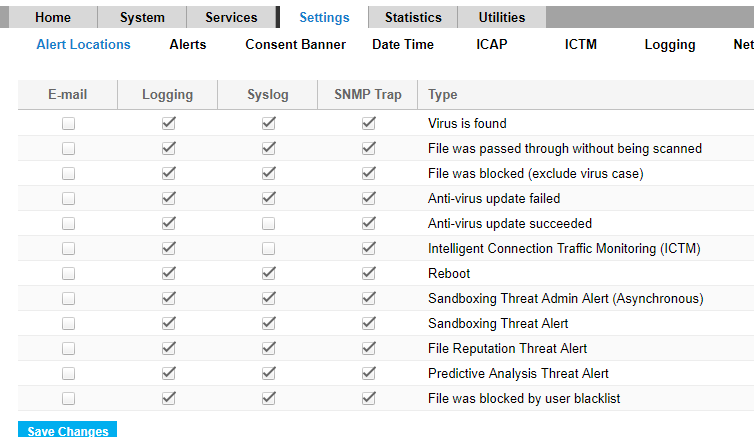 Home System Services Settings Statistics Utilities
Alert Locations Alerts Consent Banner Date Time ICAP ICTM Logging Net
E-mail Logging Syslog SNMP Trap Type
Virus is found
File was passed through without being scanned
File was blocked (exclude virus case)
Anti-virus update failed
Anti-virus update succeeded
Intelligent Connection Traffic Monitoring (ICTM)
Reboot
Sandboxing Threat Admin Alert (Asynchronous)
Sandboxing Threat Alert
File Reputation Threat Alert
Predictive Analysis Threat Alert
File was blocked by user blacklist
Save Changes